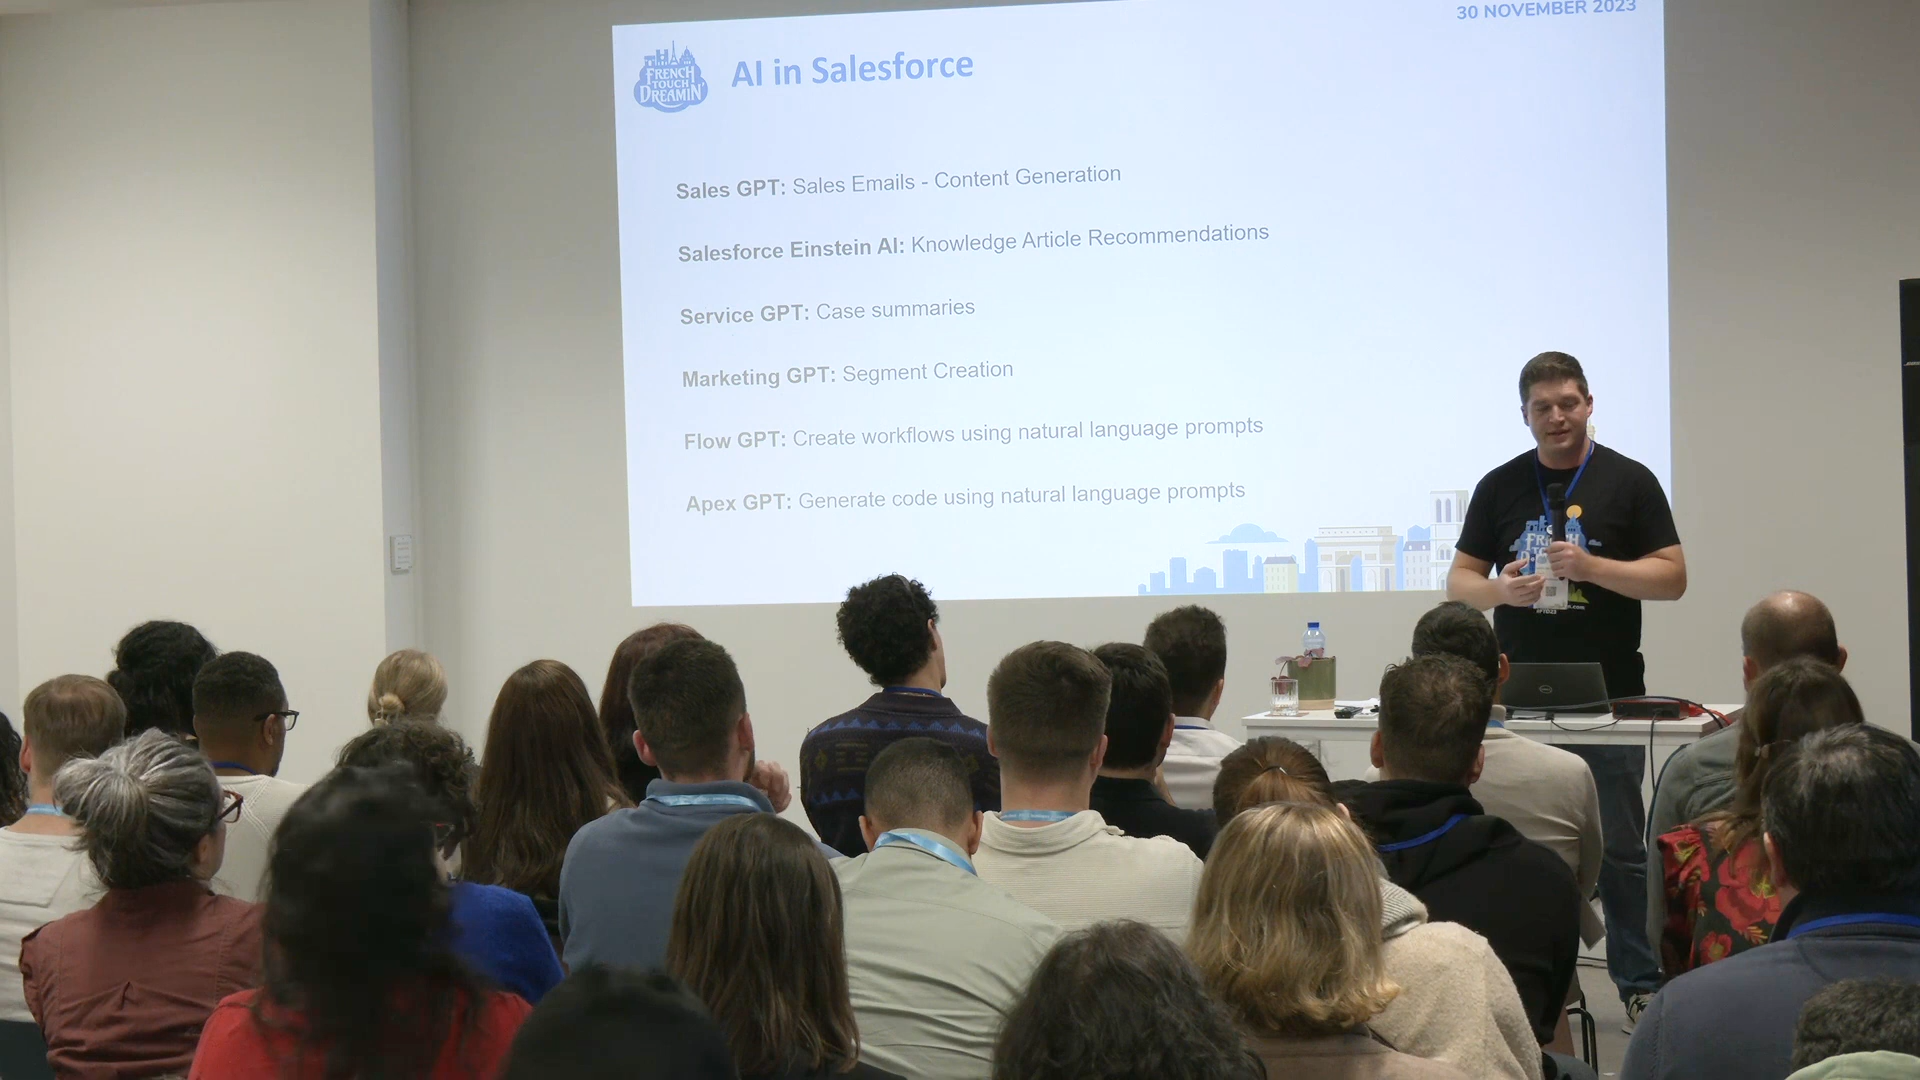 30 NOVEMBER 2023
FRENCH
TOUCH
DREAMIN'
AI in Salesforce
Sales GPT: Sales Emails - Content Generation
Salesforce Einstein AI: Knowledge Article Recommendations
Service GPT: Case summaries
Marketing GPT: Segment Creation
Flow GPT: Create workflows using natural language prompts
Apex GPT: Generate code using natural language prompts